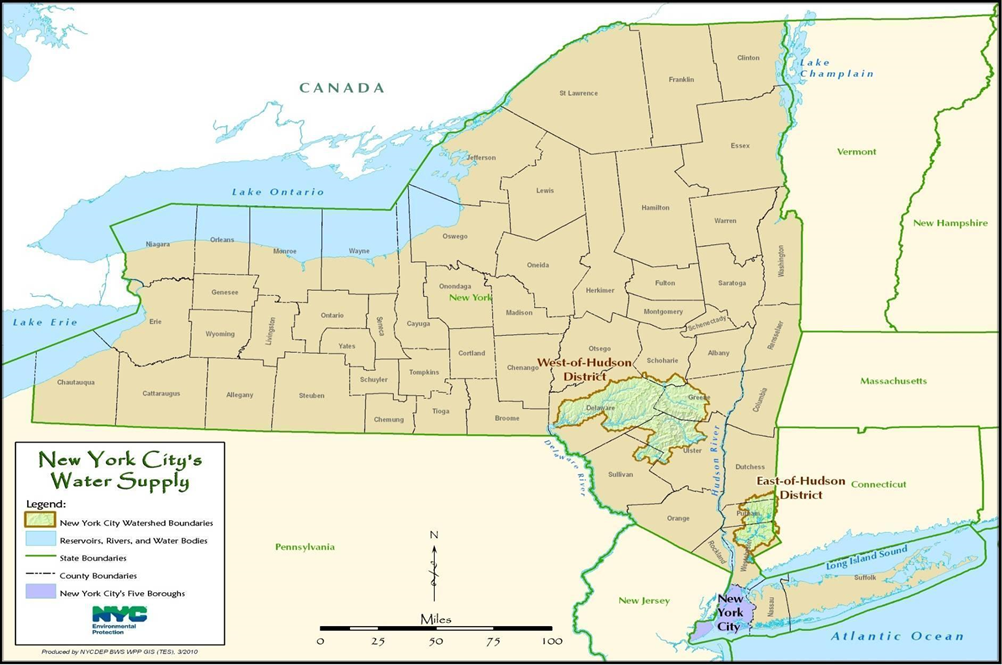 CANADA
Lake
Champlain
Clinton
Franklin
St Lawrence
Essex
Vermont
Jefferson
Lewis
Hamilton
Lake Ontario
Warren
New Hampshire
Oswego
Niagara
Orleans
Monroe
Wayne
Oneida
Washington
Herkimer
Fulton
Saratoga
Onondaga
New York
Genesee
Madison
Montgomery
Lake Erie
Erie
Wyoming
Livingston
Ontario
Seneca
Cayuga
Schenestady
Rensselaer
Yates
Cortland
Otsego
Schoharie
Albany
Chenango
West-of-Hudson
District
Massachusetts
Chautauqua
Cattaraugus
Allegany
Steuben
Schuyler
Tompkins
Chemung
Tioga
Broome
Delaware
Greene
Columbia
Ulster
Delaware River
Hudson River
Sullivan
Dutchess
East-of-Hudson
District
Connecticut
Orange
Putnam
Rockland
Westchester
Pennsylvania
New Jersey
Long Island Sound
Suffolk
Nassau
New
York
City
Atlantic Ocean
N
Miles
0 25 50 100
New York City's
Water Supply
Legend:
New York City Watershed Boundaries
Reservoirs, Rivers, and Water Bodies
State Boundaries
County Boundaries
New York City's Five Boroughs
NYC
Environmental
Protection
Produced by NYCDEP BWS WPP GIS (TES), 3/2010